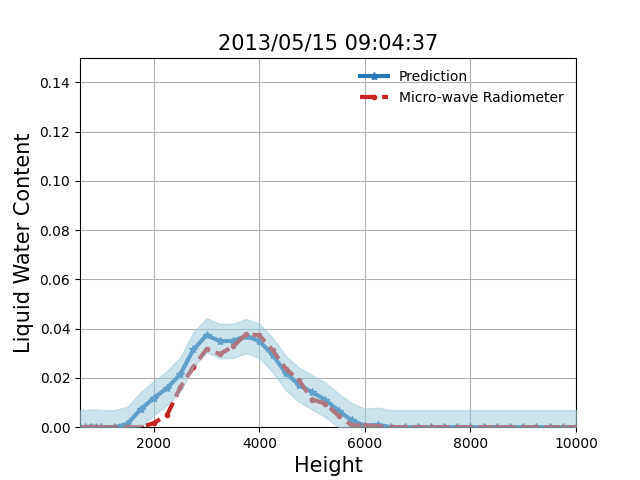 2013/05/15 09:04:37
Prediction
Micro-wave Radiometer
Liquid Water Content
0.14
0.12
0.10
0.08
0.06
0.04
0.02
0.00
2000 4000 6000 8000 10000
Height